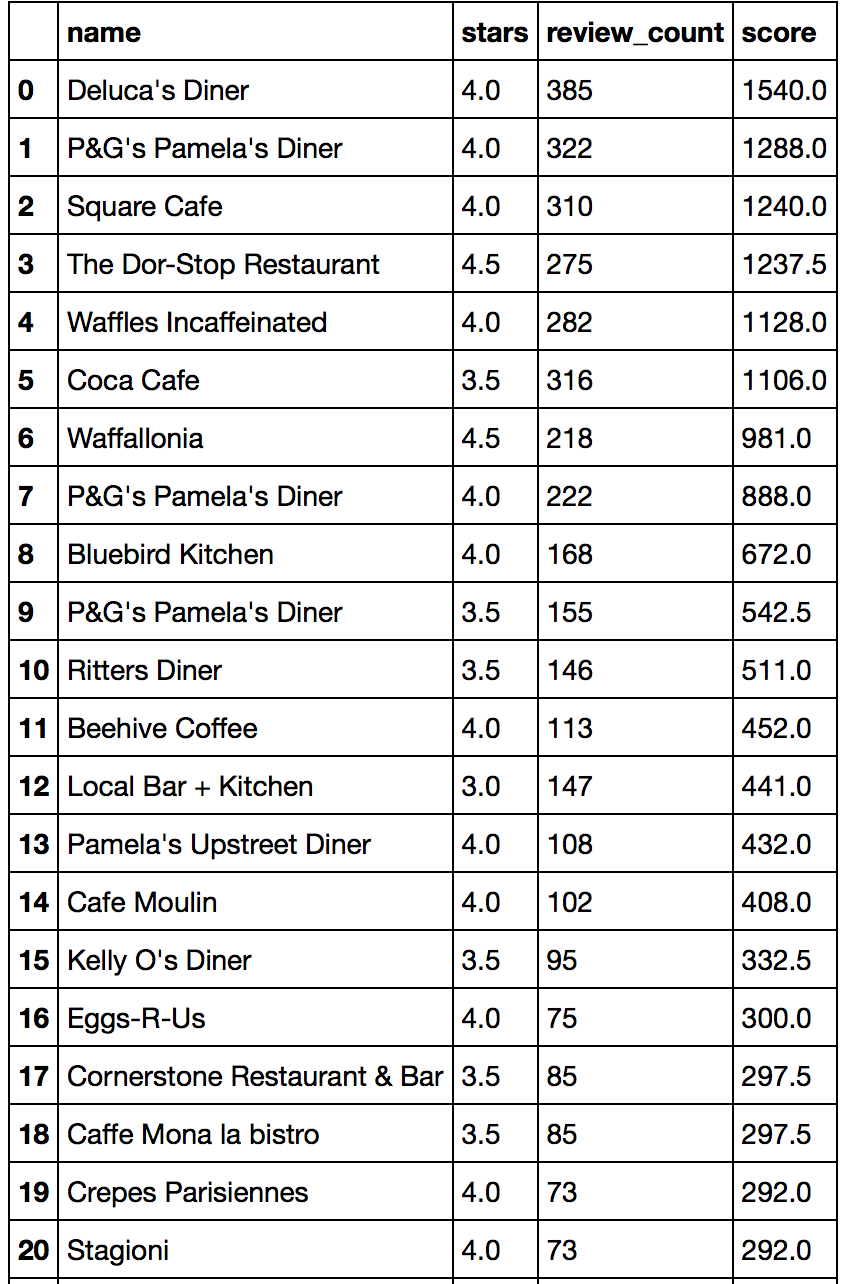 name stars review_count score
0 Deluca's Diner 4.0 385 1540.0
1 P&G's Pamela's Diner 4.0 322 1288.0
2 Square Cafe 4.0 310 1240.0
3 The Dor-Stop Restaurant 4.5 275 1237.5
4 Waffles Incaffeinated 4.0 282 1128.0
5 Coca Cafe 3.5 316 1106.0
6 Waffallonia 4.5 218 981.0
7 P&G's Pamela's Diner 4.0 222 888.0
8 Bluebird Kitchen 4.0 168 672.0
9 P&G's Pamela's Diner 3.5 155 542.5
10 Ritters Diner 3.5 146 511.0
11 Beehive Coffee 4.0 113 452.0
12 Local Bar + Kitchen 3.0 147 441.0
13 Pamela's Upstreet Diner 4.0 108 432.0
14 Cafe Moulin 4.0 102 408.0
15 Kelly O's Diner 3.5 95 332.5
16 Eggs-R-Us 4.0 75 300.0
17 Cornerstone Restaurant & Bar 3.5 85 297.5
18 Caffe Mona la bistro 3.5 85 297.5
19 Crepes Parisiennes 4.0 73 292.0
20 Stagioni 4.0 73 292.0